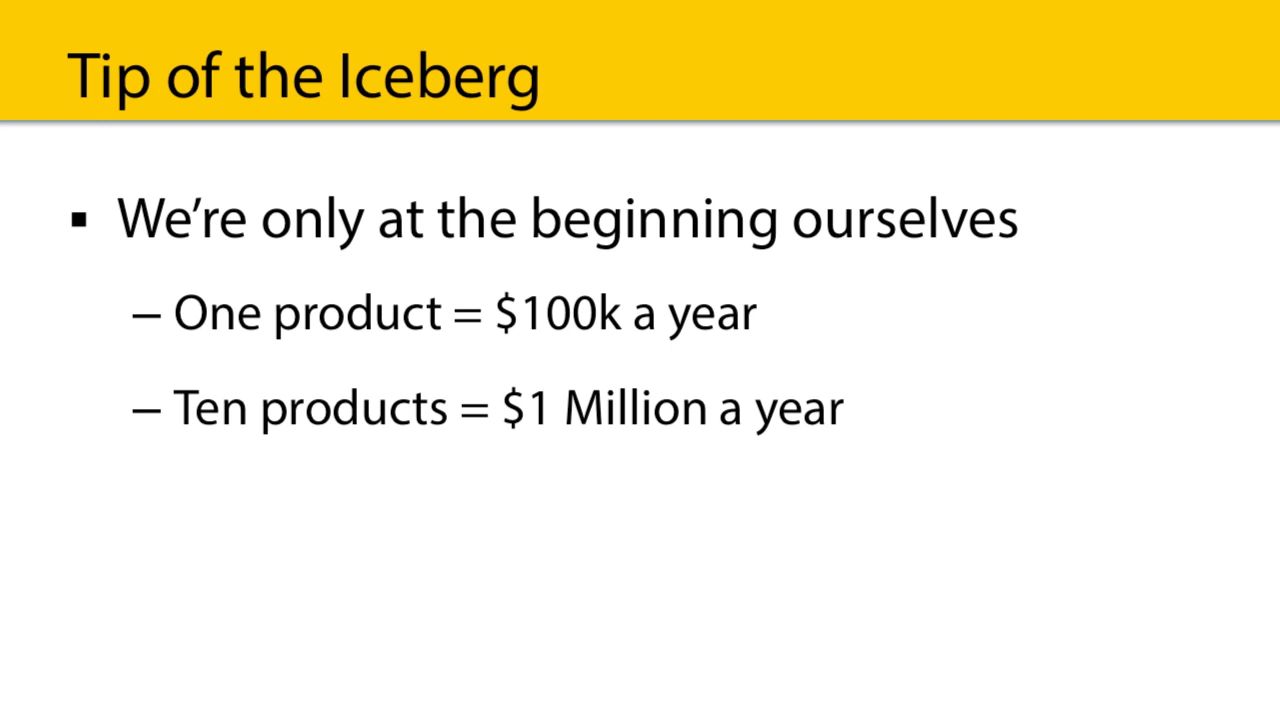 Tip of the Iceberg
▪ We’re only at the beginning ourselves
– One product = $100k a year
– Ten products = $1 Million a year